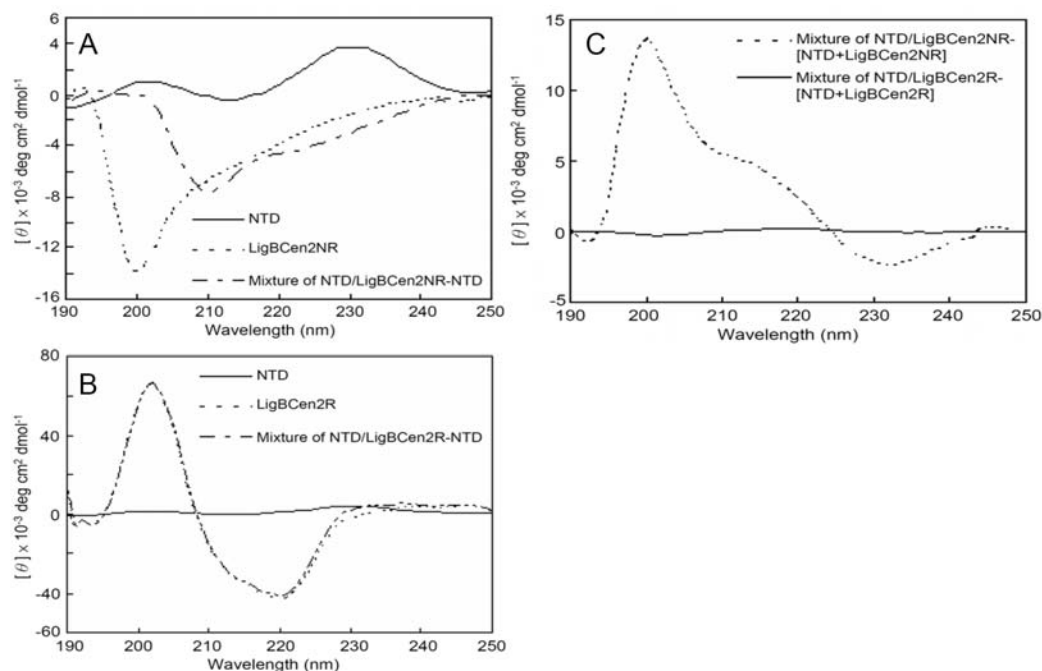 A
6
4
0
-4
-8
-12
-16
[θ] x 10⁻³ deg cm² dmol⁻¹
NTD
LigBCen2NR
Mixture of NTD/LigBCen2NR-NTD
190 200 210 220 230 240 250
Wavelength (nm)
C
15
10
5
0
-5
[θ] x 10⁻³ deg cm² dmol⁻¹
Mixture of NTD/LigBCen2NR-
[NTD+LigBCen2NR]
Mixture of NTD/LigBCen2R-
[NTD+LigBCen2R]
190 200 210 220 230 240 250
Wavelength (nm)
B
80
40
0
-40
-60
[θ] x 10⁻³ deg cm² dmol⁻¹
NTD
LigBCen2R
Mixture of NTD/LigBCen2R-NTD
190 200 210 220 230 240 250
Wavelength (nm)